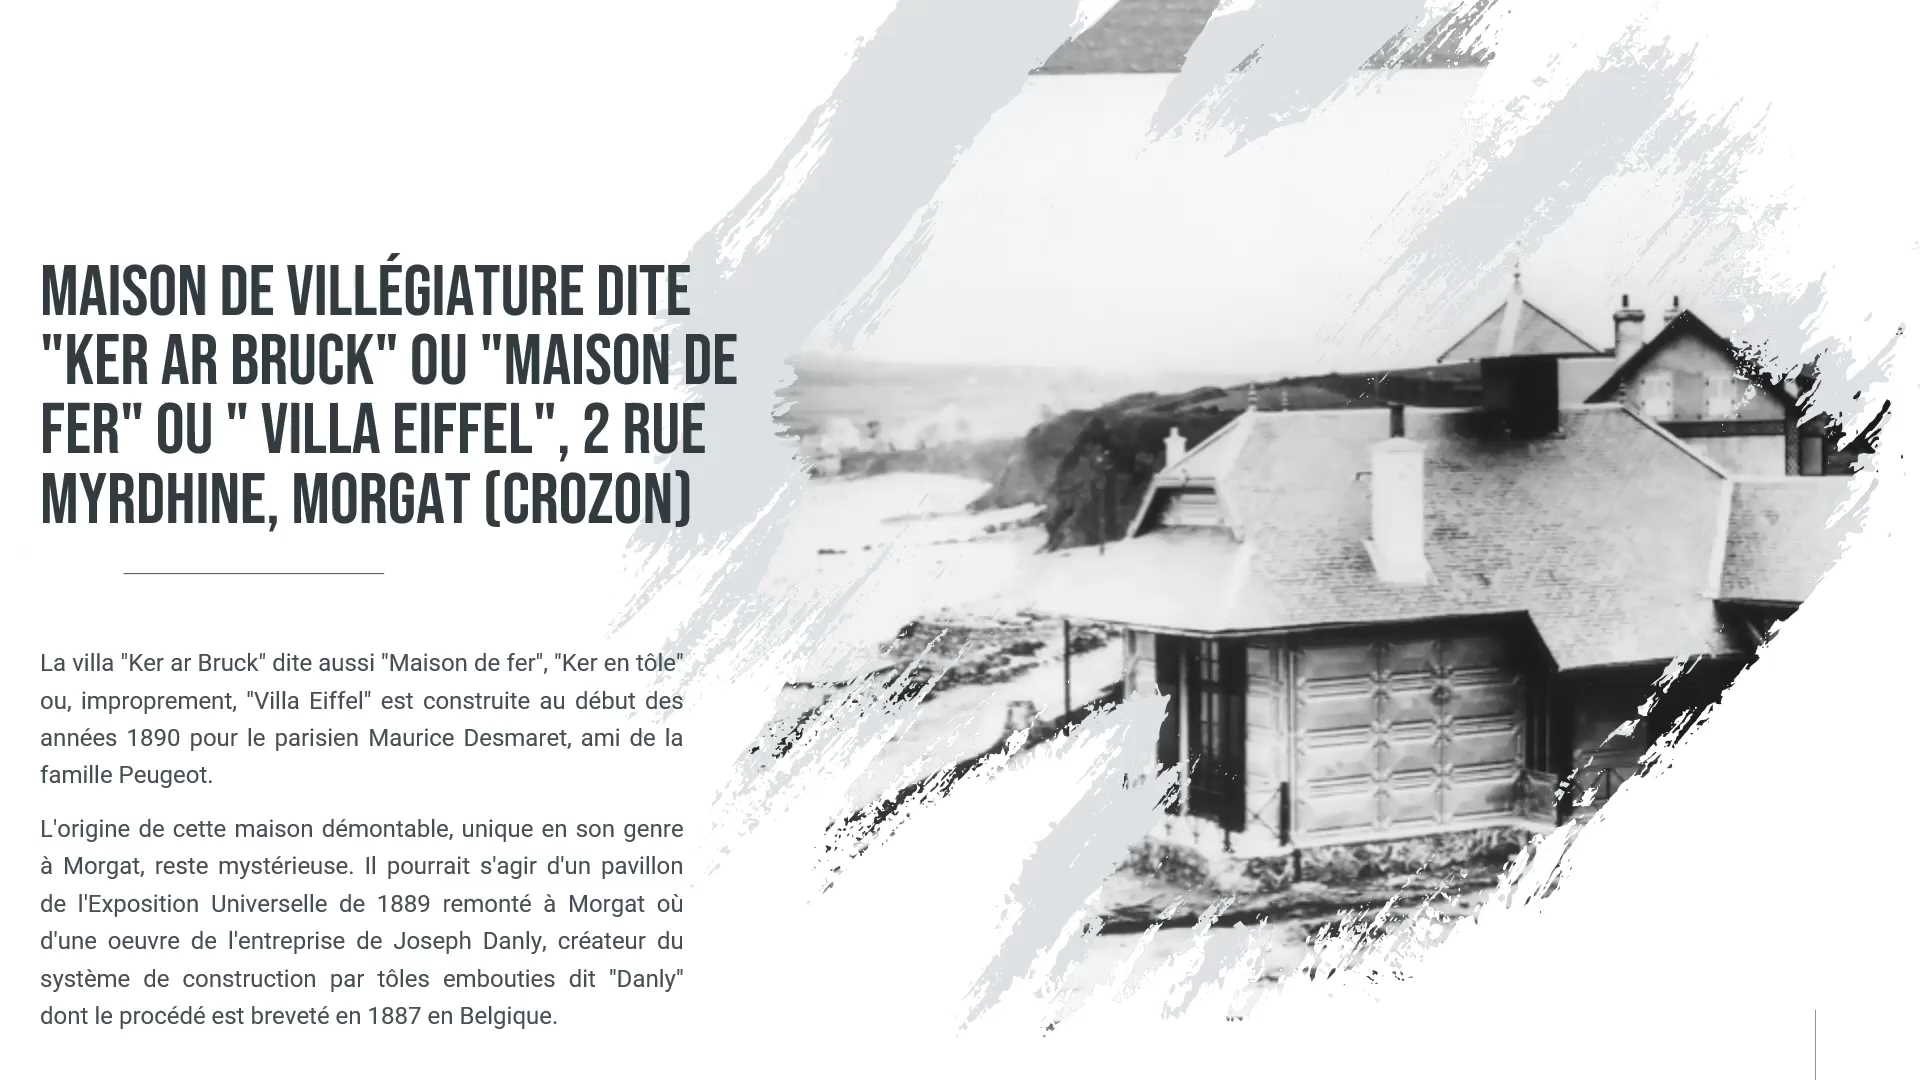 MAISON DE VILLÉGIATURE DITE
"KER AR BRUCK" OU "MAISON DE
FER" OU " VILLA EIFFEL", 2 RUE
MYRDHINE, MORGAT (CROZON)
La villa "Ker ar Bruck" dite aussi "Maison de fer", "Ker en tôle"
ou, improprement, "Villa Eiffel" est construite au début des
années 1890 pour le parisien Maurice Desmaret, ami de la
famille Peugeot.
L'origine de cette maison démontable, unique en son genre
à Morgat, reste mystérieuse. Il pourrait s'agir d'un pavillon
de l'Exposition Universelle de 1889 remonté à Morgat où
d'une oeuvre de l'entreprise de Joseph Danly, créateur du
système de construction par tôles embouties dit "Danly"
dont le procédé est breveté en 1887 en Belgique.